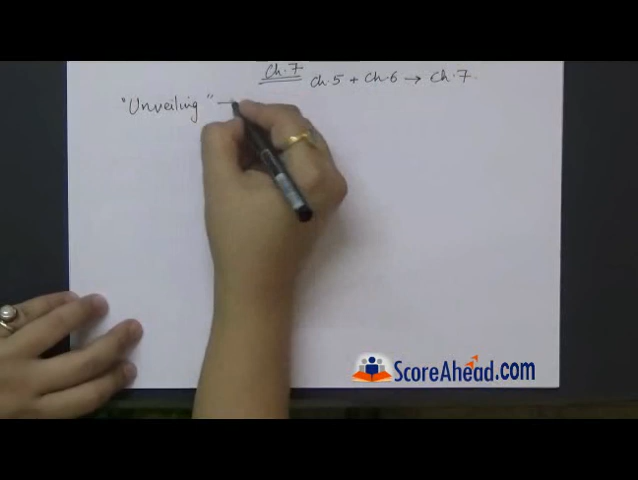 Ch.7
Ch.5 + Ch.6 → Ch.7.
"Unveiling" →
ScoreAhead.com